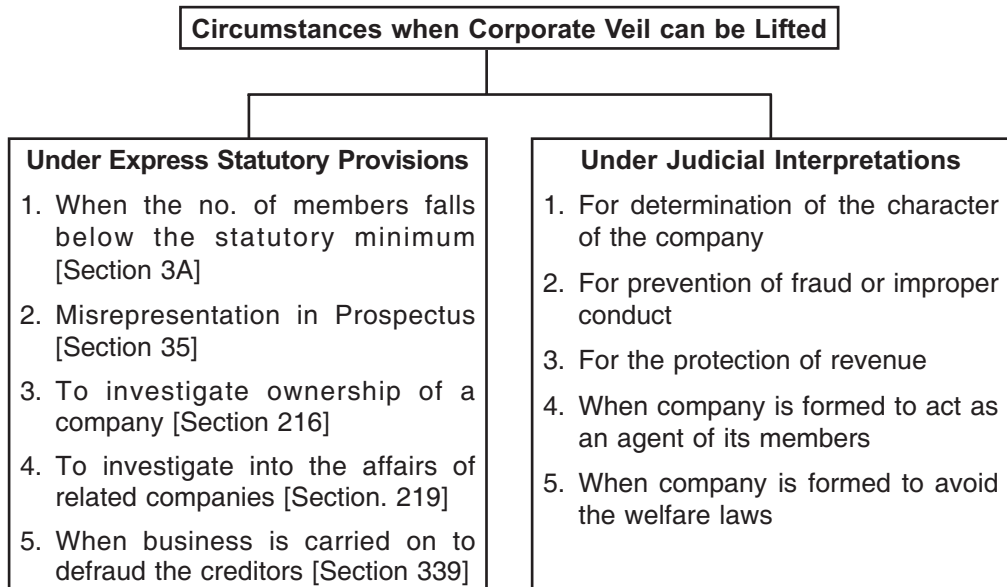 Circumstances when Corporate Veil can be Lifted
Under Express Statutory Provisions
1. When the no. of members falls
below the statutory minimum
[Section 3A]
2. Misrepresentation in Prospectus
[Section 35]
3. To investigate ownership of a
company [Section 216]
4. To investigate into the affairs of
related companies [Section. 219]
5. When business is carried on to
defraud the creditors [Section 339]
Under Judicial Interpretations
1. For determination of the character
of the company
2. For prevention of fraud or improper
conduct
3. For the protection of revenue
4. When company is formed to act as
an agent of its members
5. When company is formed to avoid
the welfare laws